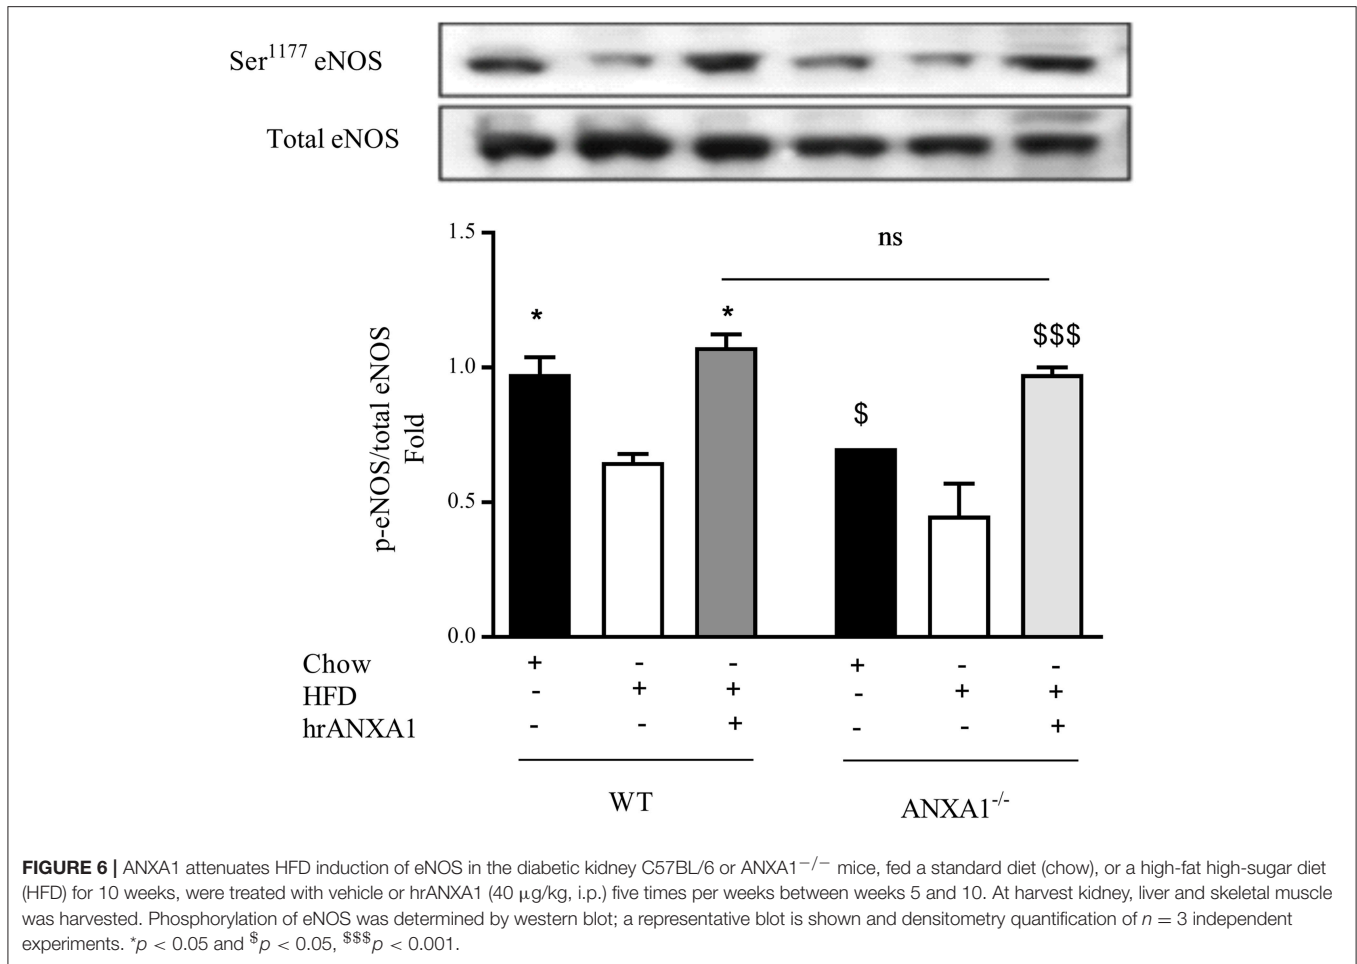 Ser1177 eNOS
Total eNOS
1.5
ns
*
*
$$$
1.0
$
p-eNOS/total eNOS
Fold
0.5
0.0
Chow + - - + - -
HFD - + + - + +
hrANXA1 - - + - - +
WT
ANXA1-/-
FIGURE 6 | ANXA1 attenuates HFD induction of eNOS in the diabetic kidney C57BL/6 or ANXA1−/− mice, fed a standard diet (chow), or a high-fat high-sugar diet
(HFD) for 10 weeks, were treated with vehicle or hrANXA1 (40 μg/kg, i.p.) five times per weeks between weeks 5 and 10. At harvest kidney, liver and skeletal muscle
was harvested. Phosphorylation of eNOS was determined by western blot; a representative blot is shown and densitometry quantification of n = 3 independent
experiments. *p < 0.05 and $p < 0.05, $$$p < 0.001.